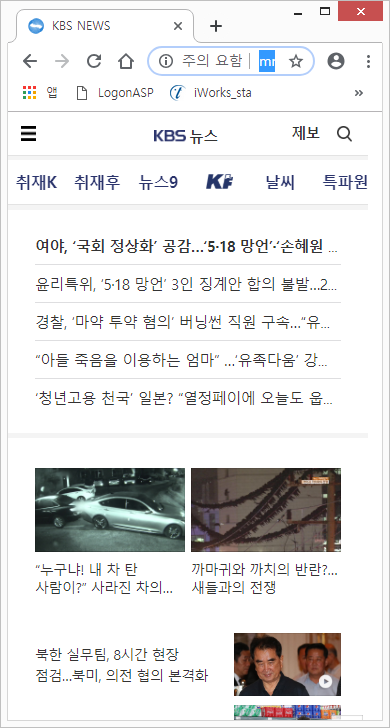 KBS NEWS
주의 요함
mr
앱
LogonASP
iWorks_sta
»
KBS 뉴스
제보
취재K 취재후 뉴스9 KF 날씨 특파원
여야, ‘국회 정상화’ 공감…‘5·18 망언’·‘손혜원 ...
윤리특위, ‘5·18 망언’ 3인 징계안 합의 불발…2...
경찰, ‘마약 투약 혐의’ 버닝썬 직원 구속…“유...
“아들 죽음을 이용하는 엄마” …‘유족다움’ 강...
‘청년고용 천국’ 일본? “열정페이에 오늘도 웁...
“누구냐! 내 차 탄
사람이?” 사라진 차의...
까마귀와 까치의 반란?…
새들과의 전쟁
북한 실무팀, 8시간 현장
점검…북미, 의전 협의 본격화